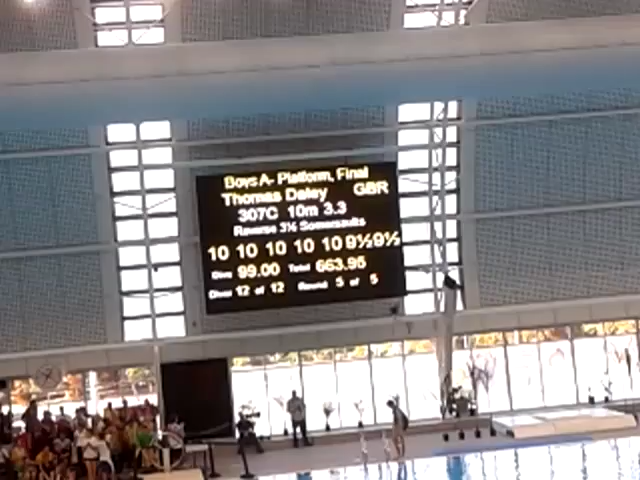 Boys A- Platform, Final
Thomas Daley GBR
307C 10m 3.3
Reverse 3½ Somersaults
10 10 10 10 10 9½ 9½
Dive 99.00 Total 663.95
Diver 12 of 12 Round 5 of 5